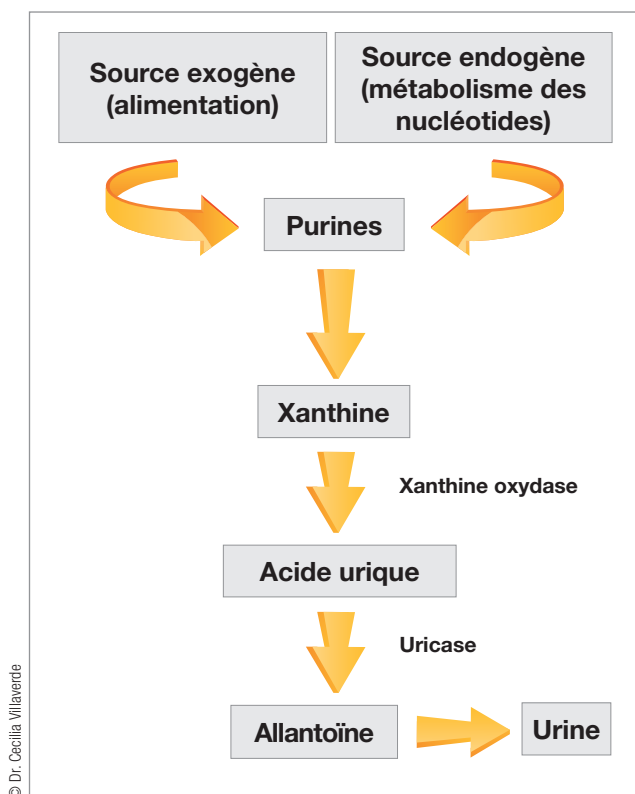 Source exogène
(alimentation)
Source endogène
(métabolisme des
nucléotides)
Purines
Xanthine
Xanthine oxydase
Acide urique
Uricase
Allantoïne
Urine
© Dr. Cecilia Villaverde